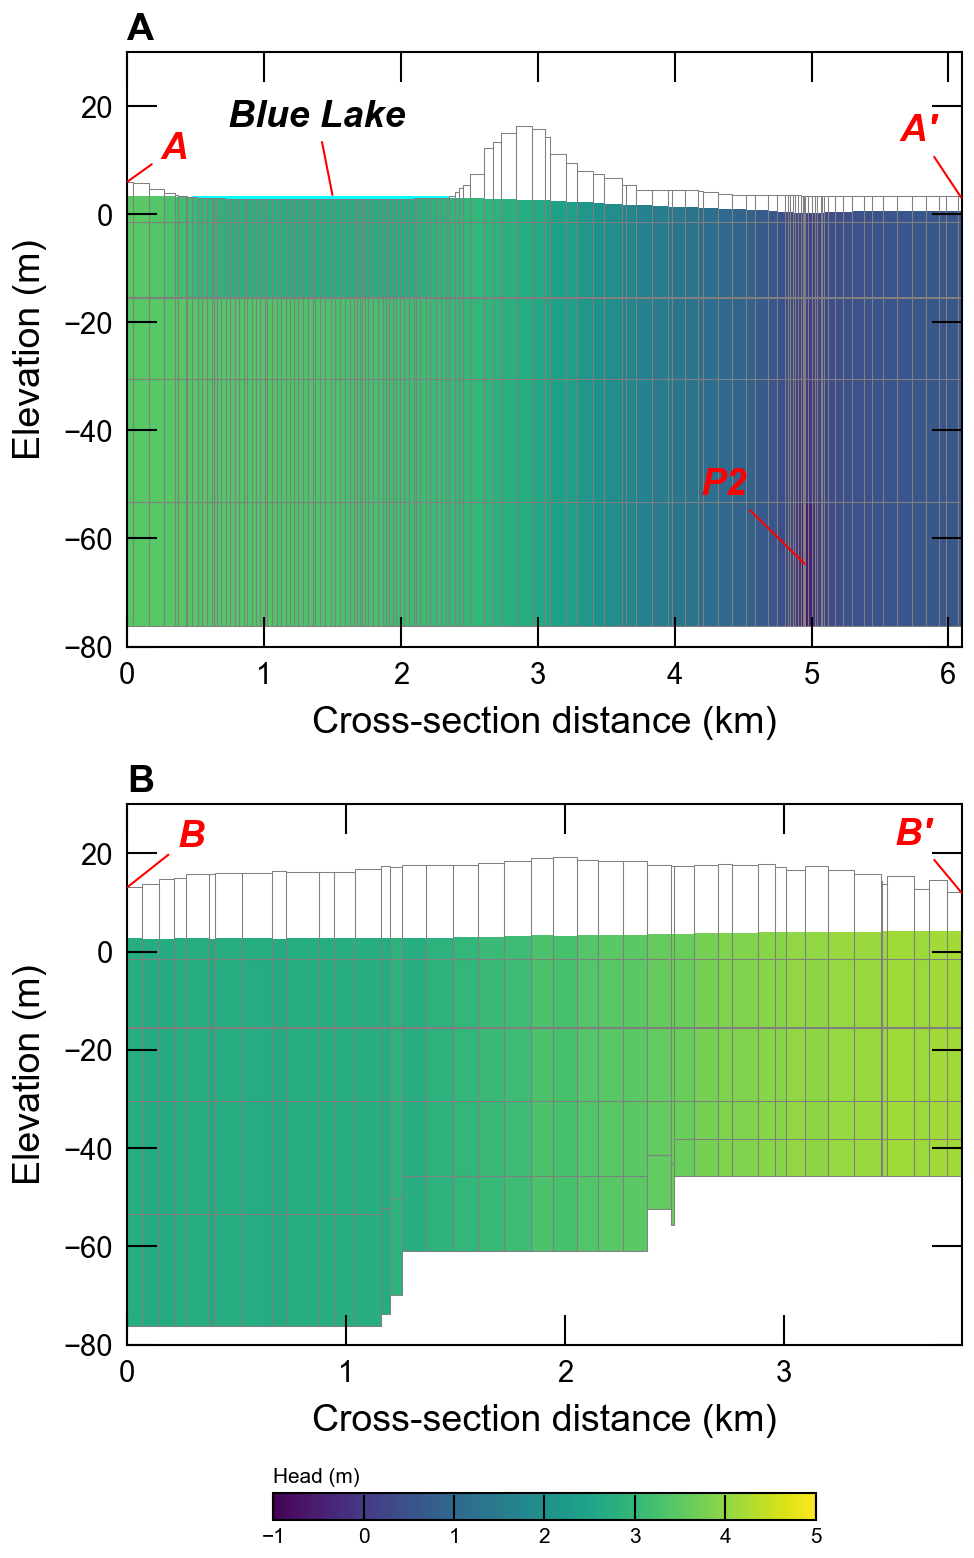 A
Blue Lake
A
A′
P2
20
0
−20
−40
−60
−80
Elevation (m)
0 1 2 3 4 5 6
Cross-section distance (km)
B
B
B′
20
0
−20
−40
−60
−80
Elevation (m)
0 1 2 3
Cross-section distance (km)
Head (m)
−1 0 1 2 3 4 5